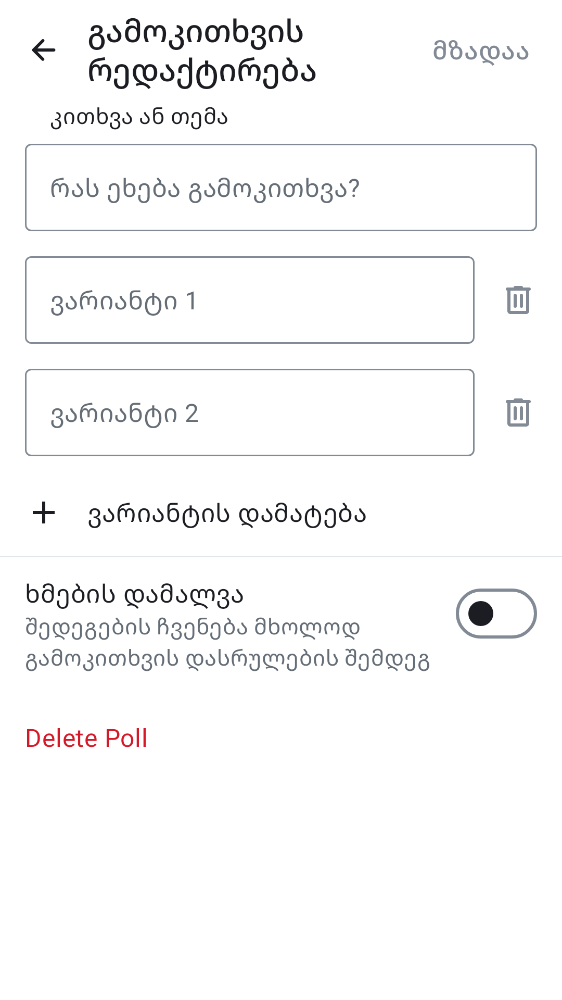 გამოკითხვის
რედაქტირება
მზადაა
კითხვა ან თემა
რას ეხება გამოკითხვა?
ვარიანტი 1
ვარიანტი 2
ვარიანტის დამატება
ხმების დამალვა
შედეგების ჩვენება მხოლოდ
გამოკითხვის დასრულების შემდეგ
Delete Poll